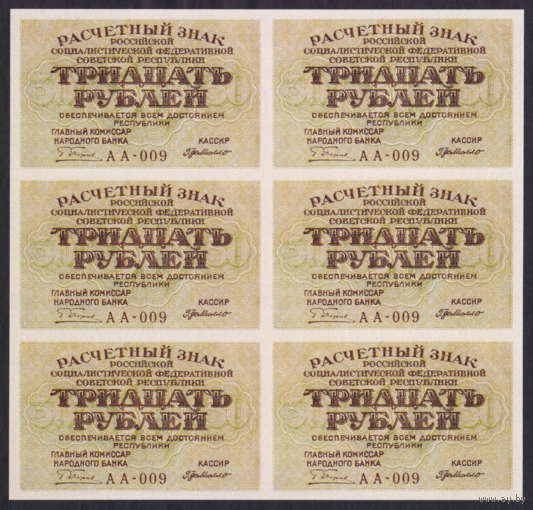 РАСЧЕТНЫЙ ЗНАК
РОССИЙСКОЙ
СОЦИАЛИСТИЧЕСКОЙ ФЕДЕРАТИВНОЙ
СОВЕТСКОЙ РЕСПУБЛИКИ
ТРИДЦАТЬ
РУБЛЕЙ
ОБЕСПЕЧИВАЕТСЯ ВСЕМ ДОСТОЯНИЕМ
РЕСПУБЛИКИ
ГЛАВНЫЙ КОМИССАР
НАРОДНОГО БАНКА КАССИР
АА-009
РАСЧЕТНЫЙ ЗНАК
РОССИЙСКОЙ
СОЦИАЛИСТИЧЕСКОЙ ФЕДЕРАТИВНОЙ
СОВЕТСКОЙ РЕСПУБЛИКИ
ТРИДЦАТЬ
РУБЛЕЙ
ОБЕСПЕЧИВАЕТСЯ ВСЕМ ДОСТОЯНИЕМ
РЕСПУБЛИКИ
ГЛАВНЫЙ КОМИССАР
НАРОДНОГО БАНКА КАССИР
АА-009
РАСЧЕТНЫЙ ЗНАК
РОССИЙСКОЙ
СОЦИАЛИСТИЧЕСКОЙ ФЕДЕРАТИВНОЙ
СОВЕТСКОЙ РЕСПУБЛИКИ
ТРИДЦАТЬ
РУБЛЕЙ
ОБЕСПЕЧИВАЕТСЯ ВСЕМ ДОСТОЯНИЕМ
РЕСПУБЛИКИ
ГЛАВНЫЙ КОМИССАР
НАРОДНОГО БАНКА КАССИР
АА-009
РАСЧЕТНЫЙ ЗНАК
РОССИЙСКОЙ
СОЦИАЛИСТИЧЕСКОЙ ФЕДЕРАТИВНОЙ
СОВЕТСКОЙ РЕСПУБЛИКИ
ТРИДЦАТЬ
РУБЛЕЙ
ОБЕСПЕЧИВАЕТСЯ ВСЕМ ДОСТОЯНИЕМ
РЕСПУБЛИКИ
ГЛАВНЫЙ КОМИССАР
НАРОДНОГО БАНКА КАССИР
АА-009
РАСЧЕТНЫЙ ЗНАК
РОССИЙСКОЙ
СОЦИАЛИСТИЧЕСКОЙ ФЕДЕРАТИВНОЙ
СОВЕТСКОЙ РЕСПУБЛИКИ
ТРИДЦАТЬ
РУБЛЕЙ
ОБЕСПЕЧИВАЕТСЯ ВСЕМ ДОСТОЯНИЕМ
РЕСПУБЛИКИ
ГЛАВНЫЙ КОМИССАР
НАРОДНОГО БАНКА КАССИР
АА-009
РАСЧЕТНЫЙ ЗНАК
РОССИЙСКОЙ
СОЦИАЛИСТИЧЕСКОЙ ФЕДЕРАТИВНОЙ
СОВЕТСКОЙ РЕСПУБЛИКИ
ТРИДЦАТЬ
РУБЛЕЙ
ОБЕСПЕЧИВАЕТСЯ ВСЕМ ДОСТОЯНИЕМ
РЕСПУБЛИКИ
ГЛАВНЫЙ КОМИССАР
НАРОДНОГО БАНКА КАССИР
АА-009